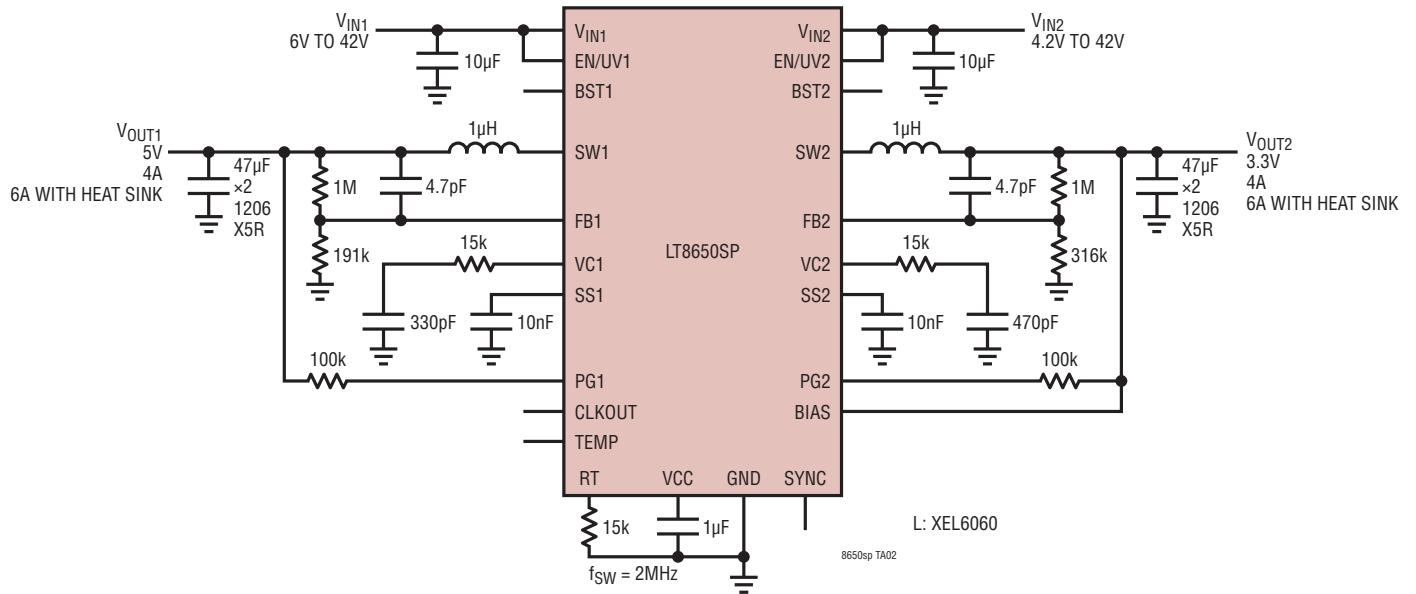 VIN1
6V TO 42V
10µF
VIN1
EN/UV1
BST1
VIN2
EN/UV2
BST2
VIN2
4.2V TO 42V
10µF
VOUT1
5V
4A
6A WITH HEAT SINK
47µF
×2
1206
X5R
1M
4.7pF
1µH
SW1
SW2
1µH
4.7pF
1M
47µF
×2
1206
X5R
VOUT2
3.3V
4A
6A WITH HEAT SINK
191k
FB1
FB2
316k
LT8650SP
15k
VC1
VC2
15k
SS1
SS2
330pF
10nF
10nF
470pF
100k
PG1
PG2
100k
CLKOUT
BIAS
TEMP
RT
VCC
GND
SYNC
15k
1µF
fSW = 2MHz
L: XEL6060
8650sp TA02